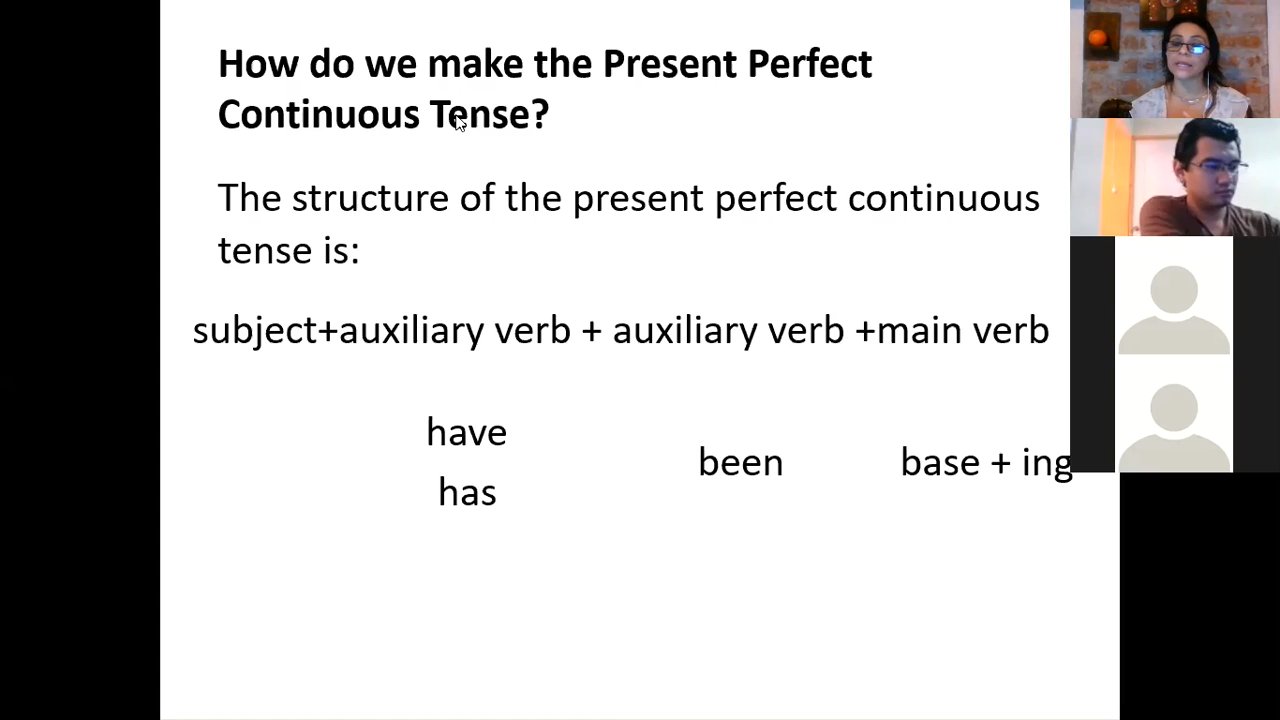 How do we make the Present Perfect
Continuous Tense?
The structure of the present perfect continuous
tense is:
subject+auxiliary verb + auxiliary verb +main verb
have
been
base + ing
has